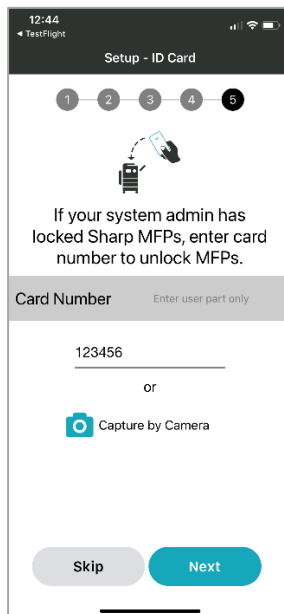 12:44
◀ TestFlight
Setup - ID Card
1 2 3 4 5
If your system admin has
locked Sharp MFPs, enter card
number to unlock MFPs.
Card Number Enter user part only
123456
or
Capture by Camera
Skip Next